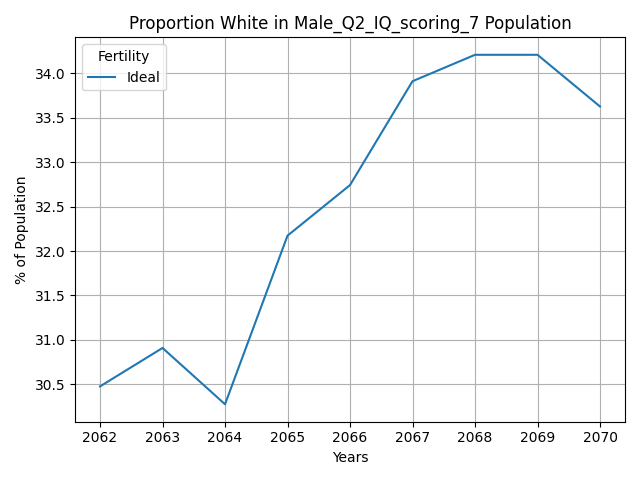 Proportion White in Male_Q2_IQ_scoring_7 Population
Fertility
Ideal
% of Population
34.0
33.5
33.0
32.5
32.0
31.5
31.0
30.5
2062 2063 2064 2065 2066 2067 2068 2069 2070
Years